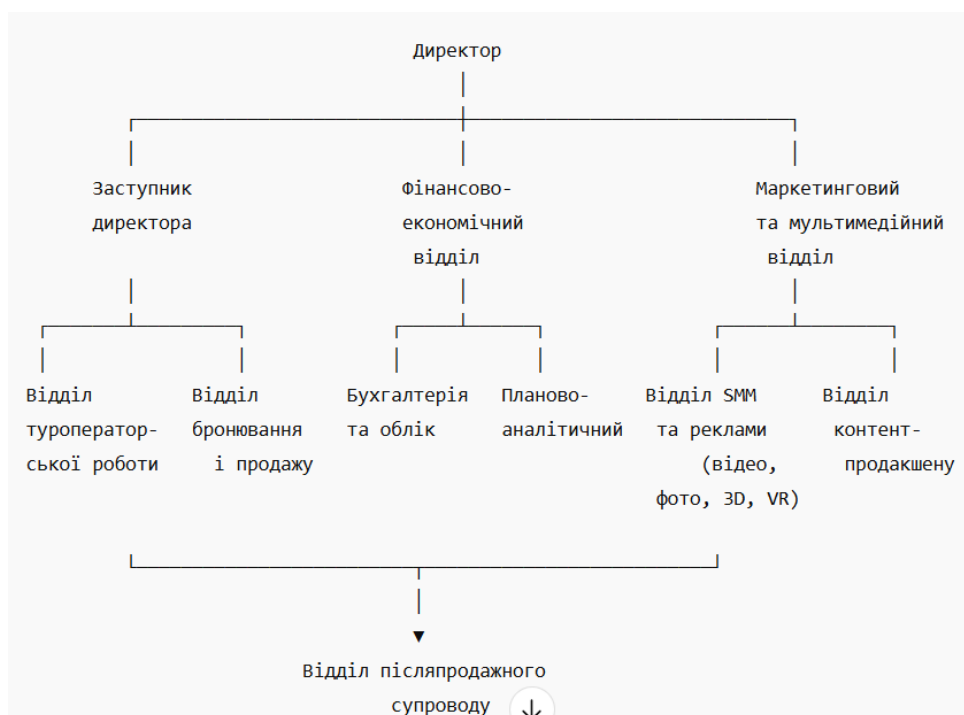 Директор
Заступник Фінансово- Маркетинговий
директора економічний та мультимедійний
відділ відділ
Відділ Відділ Бухгалтерія Планово- Відділ SMM Відділ
туроператор- бронювання та облік аналітичний та реклами контент-
ської роботи і продажу (відео, продакшену
фото, 3D, VR)
Відділ післяпродажного
супроводу